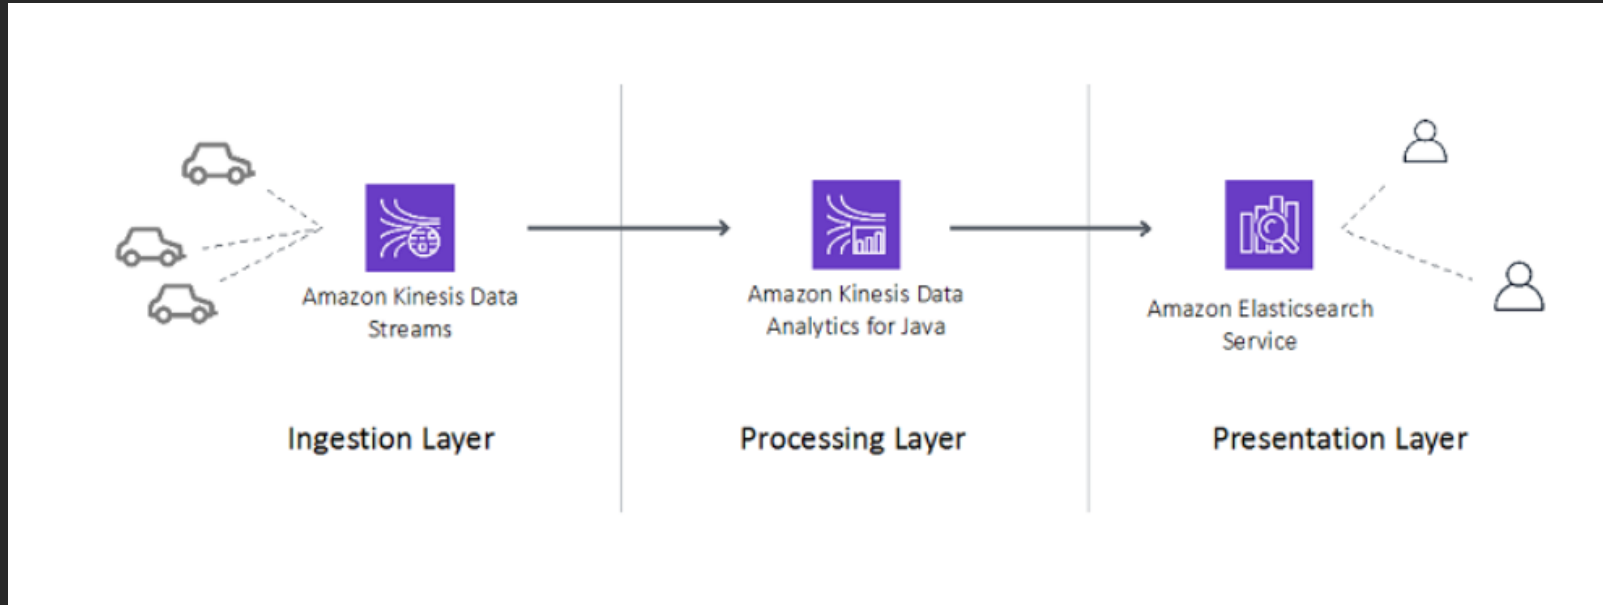 Amazon Kinesis Data
Streams
Amazon Kinesis Data
Analytics for Java
Amazon Elasticsearch
Service
Ingestion Layer
Processing Layer
Presentation Layer